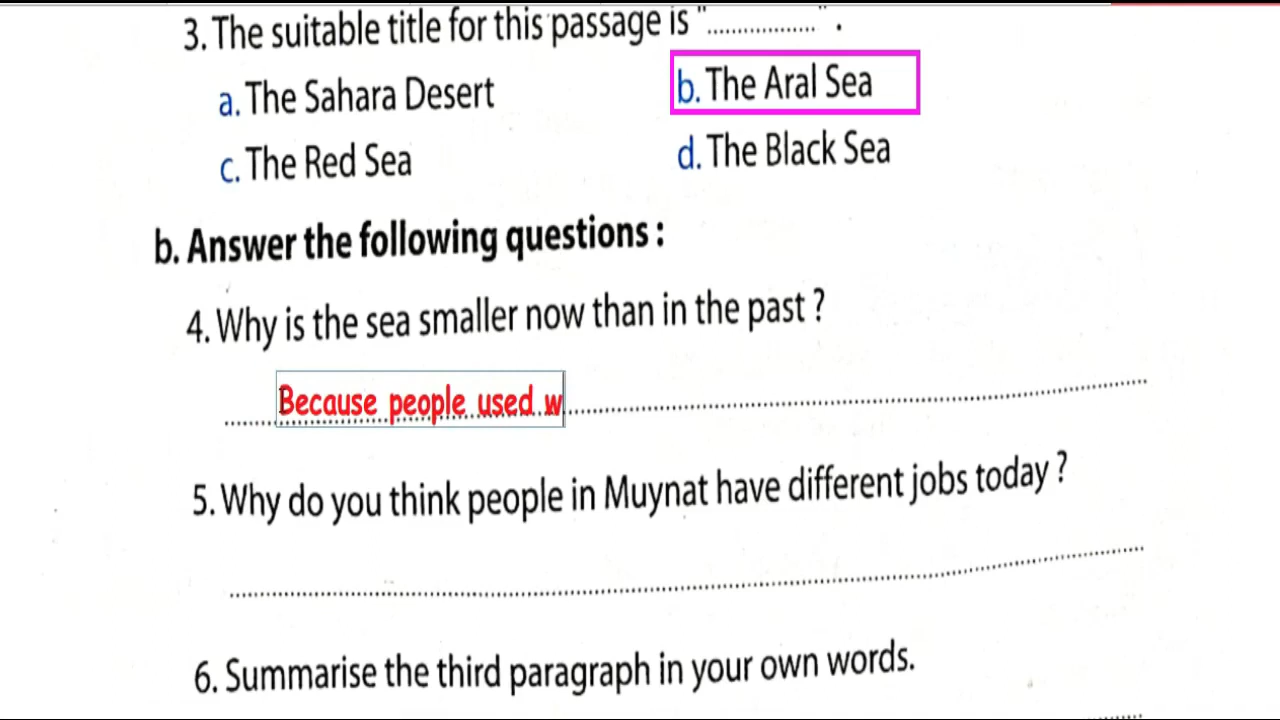 3. The suitable title for this passage is "..................." .
a. The Sahara Desert
b. The Aral Sea
c. The Red Sea
d. The Black Sea
b. Answer the following questions :
4. Why is the sea smaller now than in the past ?
Because people used w
5. Why do you think people in Muynat have different jobs today ?
6. Summarise the third paragraph in your own words.